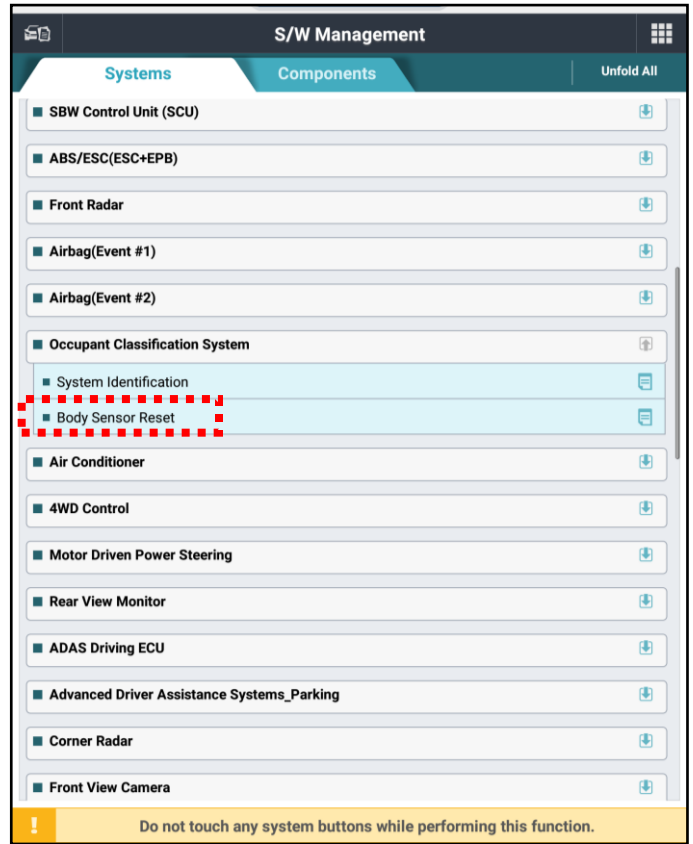 S/W Management
Systems
Components
Unfold All
SBW Control Unit (SCU)
ABS/ESC(ESC+EPB)
Front Radar
Airbag(Event #1)
Airbag(Event #2)
Occupant Classification System
System Identification
Body Sensor Reset
Air Conditioner
4WD Control
Motor Driven Power Steering
Rear View Monitor
ADAS Driving ECU
Advanced Driver Assistance Systems_Parking
Corner Radar
Front View Camera
! Do not touch any system buttons while performing this function.